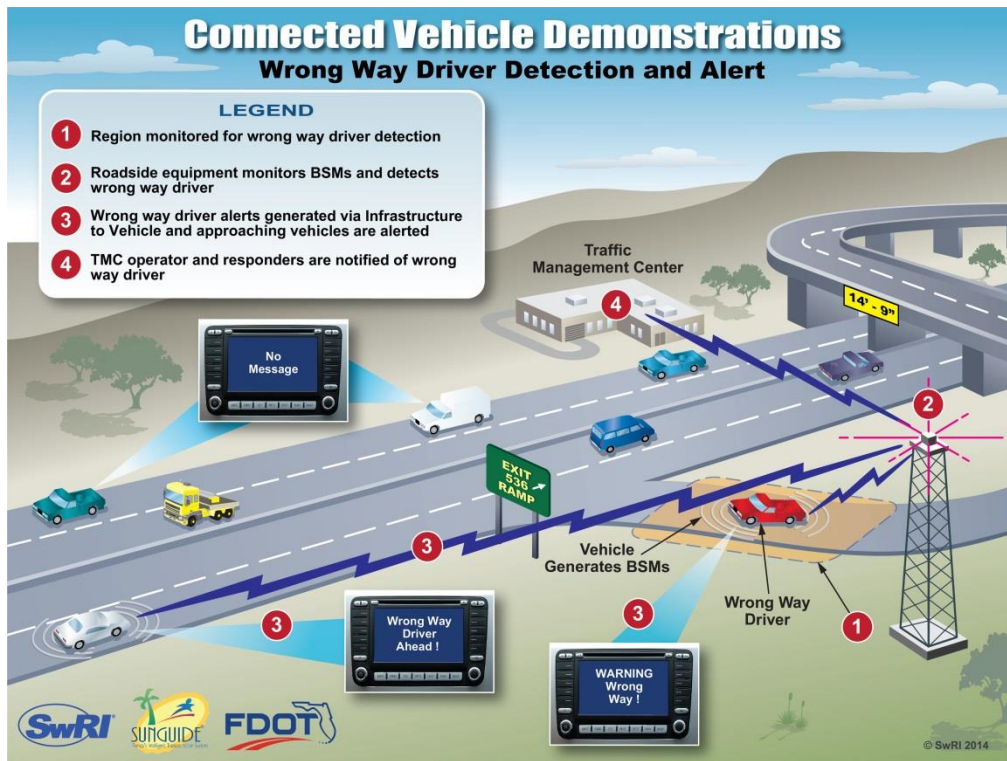 Connected Vehicle Demonstrations
Wrong Way Driver Detection and Alert
LEGEND
1 Region monitored for wrong way driver detection
2 Roadside equipment monitors BSMs and detects
wrong way driver
3 Wrong way driver alerts generated via Infrastructure
to Vehicle and approaching vehicles are alerted
4 TMC operator and responders are notified of wrong
way driver
Traffic
Management Center
4
14' - 9"
No
Message
2
EXIT
536
RAMP
3
Vehicle
Generates BSMs
Wrong Way
Driver
1
3
Wrong Way
Driver
Ahead !
3
WARNING
Wrong
Way !
SwRI®
SUNGUIDE
FDOT
© SwRI 2014